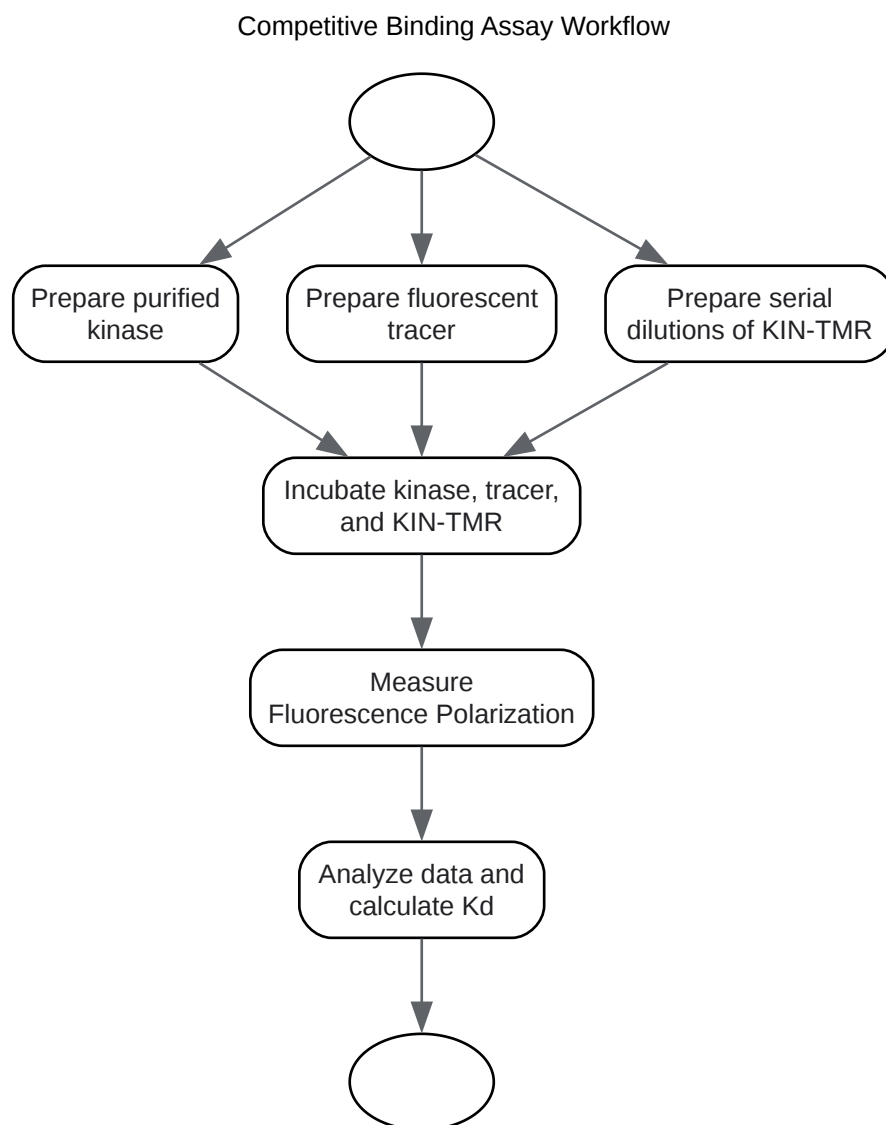 Competitive Binding Assay Workflow
Prepare purified
kinase
Prepare fluorescent
tracer
Prepare serial
dilutions of KIN-TMR
Incubate kinase, tracer,
and KIN-TMR
Measure
Fluorescence Polarization
Analyze data and
calculate Kd